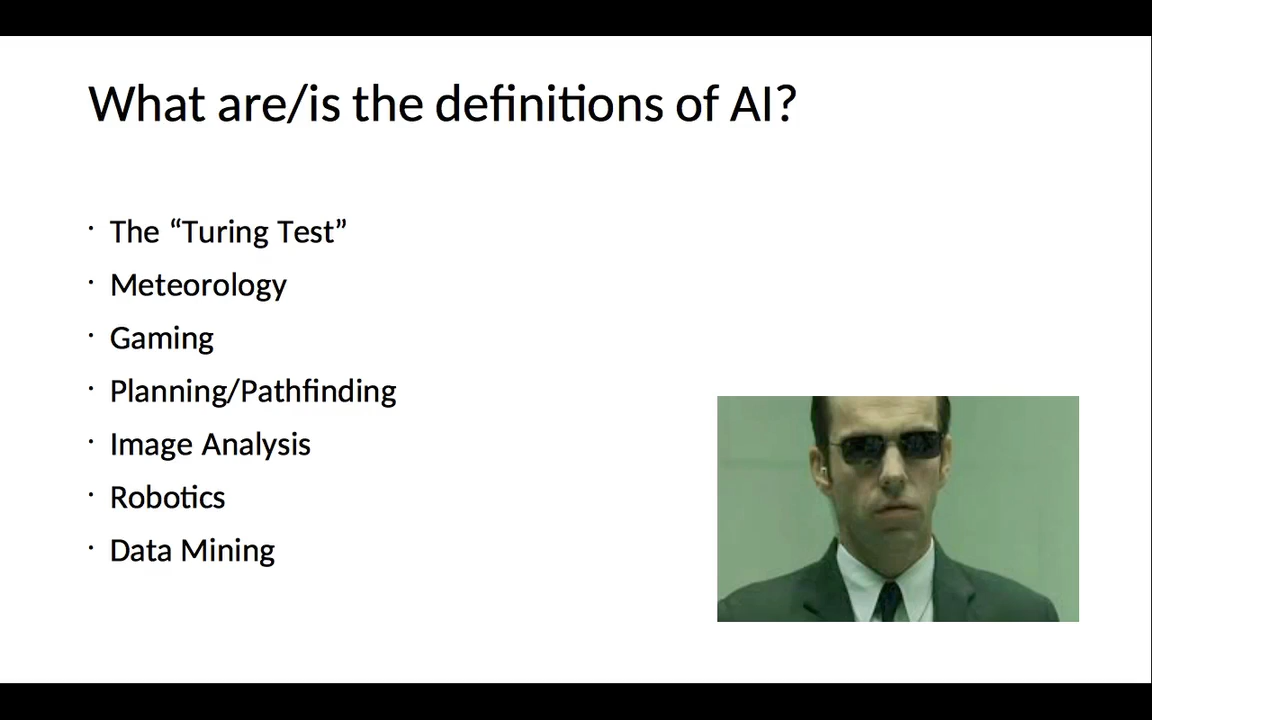 What are/is the definitions of AI?
· The “Turing Test”
· Meteorology
· Gaming
· Planning/Pathfinding
· Image Analysis
· Robotics
· Data Mining